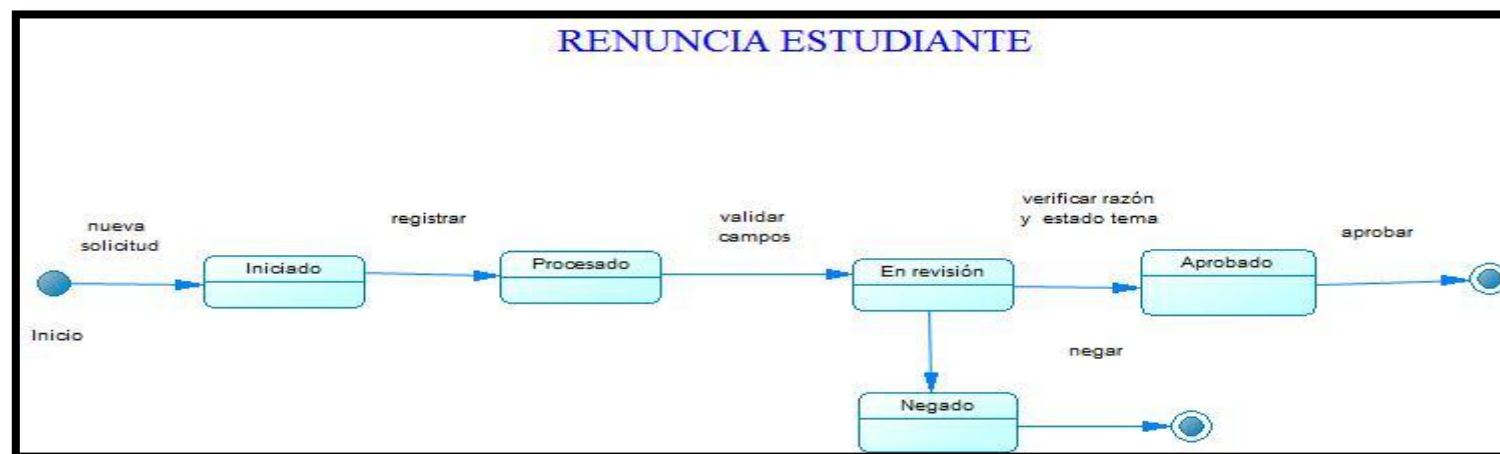 RENUNCIA ESTUDIANTE
nueva
solicitud
registrar
validar
campos
verificar razón
y estado tema
aprobar
Iniciado
Procesado
En revisión
Aprobado
Inicio
negar
Negado